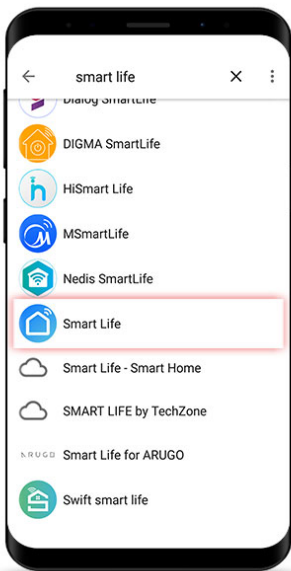 smart life
Dialog SmartLife
DIGMA SmartLife
HiSmart Life
MSmartLife
Nedis SmartLife
Smart Life
Smart Life - Smart Home
SMART LIFE by TechZone
ARUGO Smart Life for ARUGO
Swift smart life